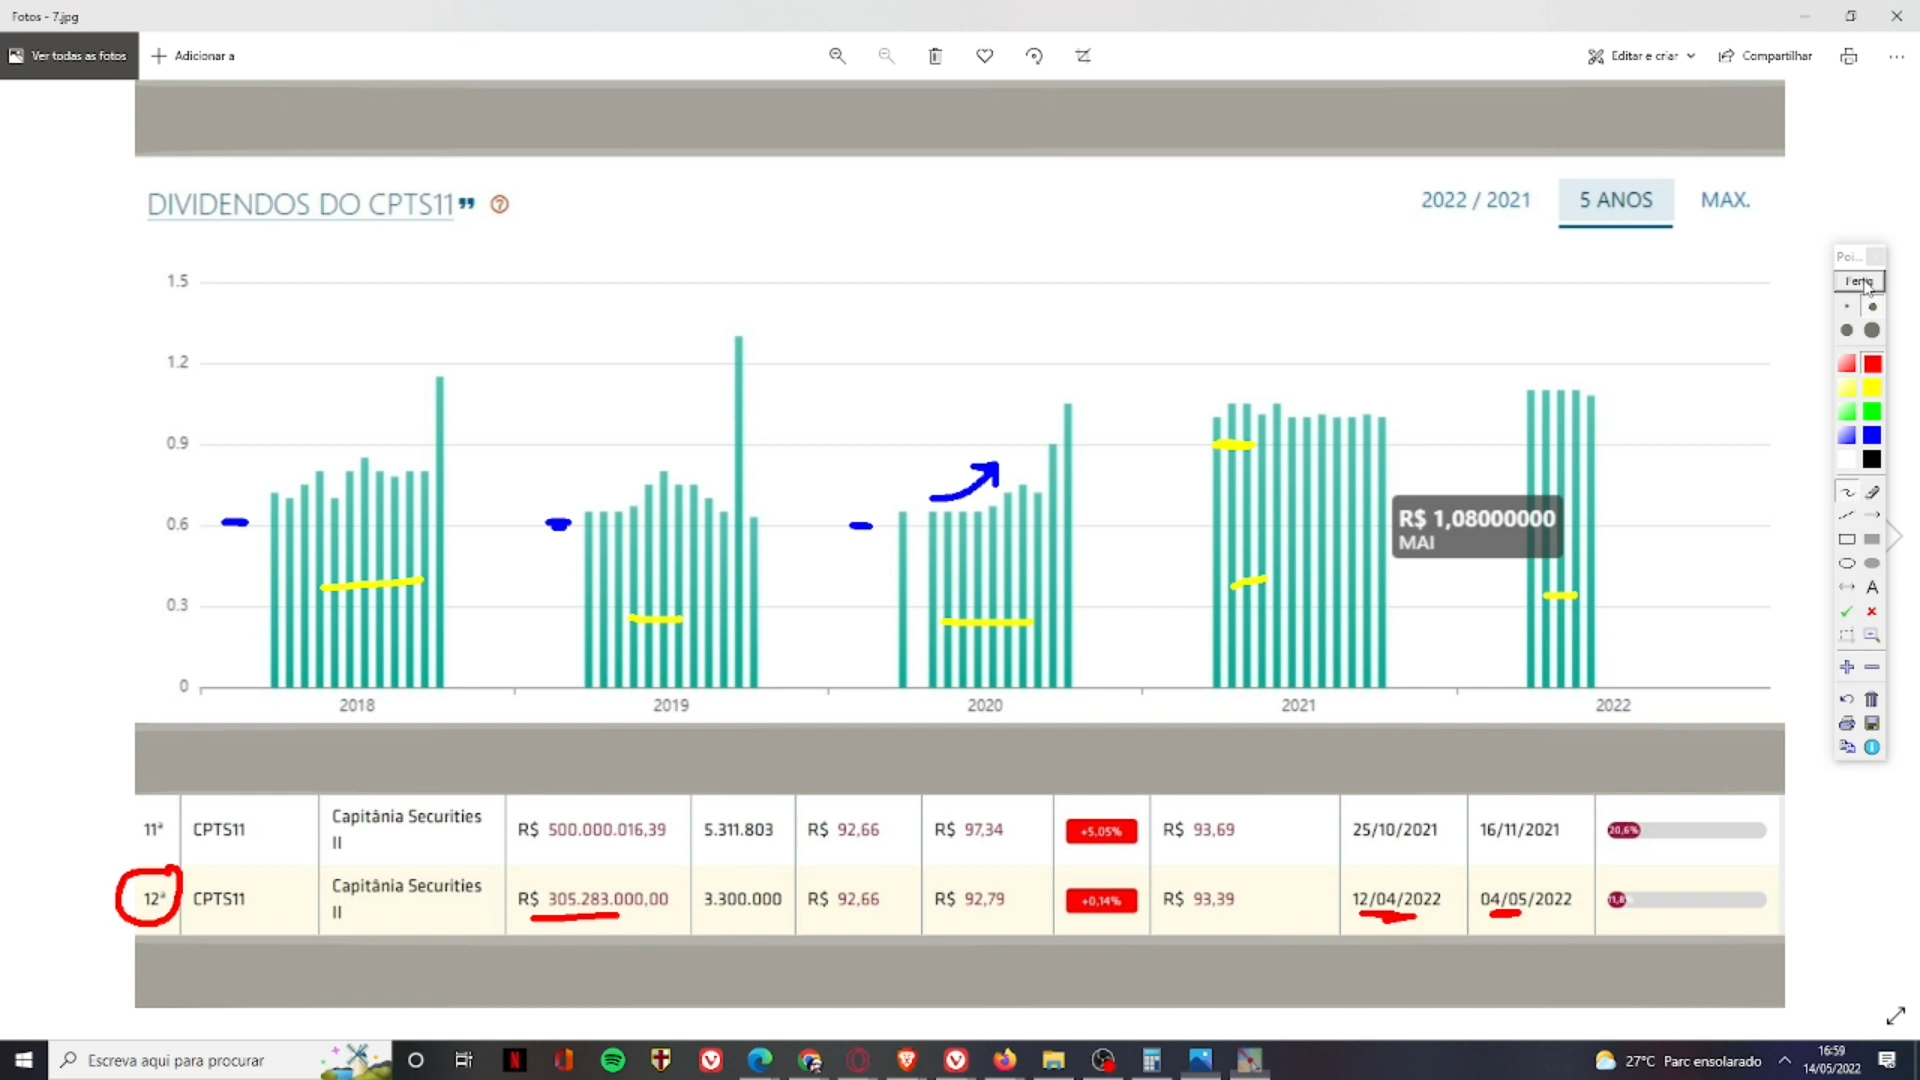 Fotos - 7.jpg
Ver todas as fotos
Adicionar a
Editar e criar
Compartilhar
DIVIDENDOS DO CPTS11
2022 / 2021
5 ANOS
MAX.
1.5
1.2
0.9
0.6
0.3
0
R$ 1,08000000
MAI
2018
2019
2020
2021
2022
11ª CPTS11 Capitânia Securities II R$ 500.000.016,39 5.311.803 R$ 92,66 R$ 97,34 +5,05% R$ 93,69 25/10/2021 16/11/2021 20,6%
12ª CPTS11 Capitânia Securities II R$ 305.283.000,00 3.300.000 R$ 92,66 R$ 92,79 +0,14% R$ 93,39 12/04/2022 04/05/2022
Poi...
A
Escreva aqui para procurar
27°C Parc ensolarado
16:59
14/05/2022